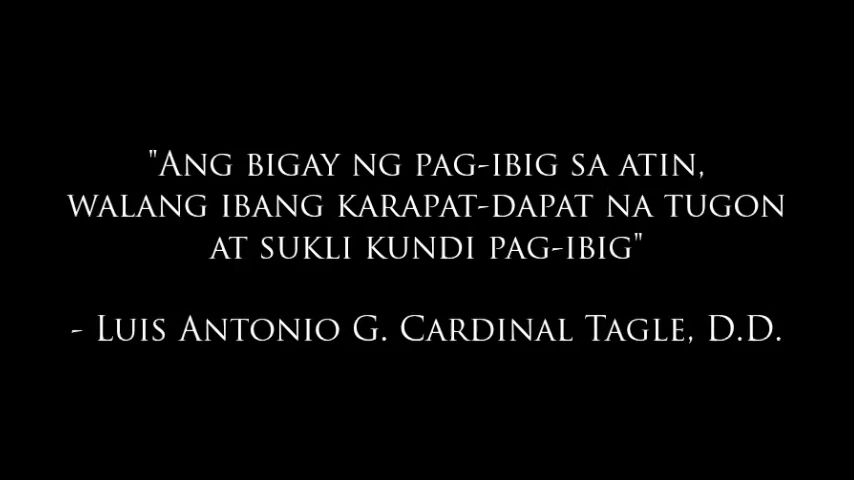 "Ang bigay ng pag-ibig sa atin,
walang ibang karapat-dapat na tugon
at sukli kundi pag-ibig"
- Luis Antonio G. Cardinal Tagle, D.D.